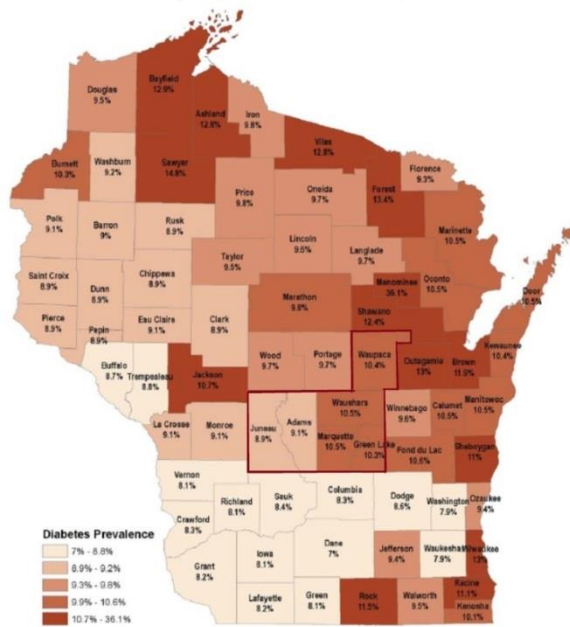 Bayfield
12.9%
Douglas
9.5%
Ashland
12.9%
Iron
9.8%
Vilas
12.8%
Burnett
10.3%
Washburn
9.2%
Sawyer
14.8%
Florence
9.3%
Forest
13.4%
Price
9.8%
Oneida
9.7%
Marinette
10.5%
Polk
9.1%
Barron
9%
Rusk
8.9%
Lincoln
9.5%
Langlade
9.7%
Taylor
9.5%
Menominee
36.1%
Oconto
10.5%
Door
10.5%
Saint Croix
8.9%
Dunn
8.9%
Chippewa
8.9%
Marathon
9.9%
Shawano
12.4%
Pierce
8.9%
Pepin
8.9%
Eau Claire
9.1%
Clark
8.9%
Kewaunee
10.4%
Buffalo
8.7%
Trempealeau
8.8%
Jackson
10.7%
Wood
9.7%
Portage
9.7%
Waupaca
10.4%
Outagamie
13%
Brown
11.5%
La Crosse
9.1%
Monroe
9.1%
Juneau
8.9%
Adams
9.1%
Waushara
10.5%
Winnebago
9.6%
Calumet
10.5%
Manitowoc
10.5%
Marquette
10.5%
Green Lake
10.3%
Fond du Lac
10.6%
Sheboygan
11%
Vernon
8.1%
Richland
8.1%
Sauk
8.4%
Columbia
8.3%
Dodge
8.6%
Washington
7.9%
Ozaukee
9.4%
Crawford
8.3%
Diabetes Prevalence
7% - 8.8%
8.9% - 9.2%
9.3% - 9.8%
9.9% - 10.6%
10.7% - 36.1%
Grant
8.2%
Iowa
8.1%
Dane
7%
Jefferson
9.4%
Waukesha
7.9%
Milwaukee
13%
Lafayette
8.2%
Green
8.1%
Rock
11.5%
Walworth
9.5%
Racine
11.1%
Kenosha
10.1%